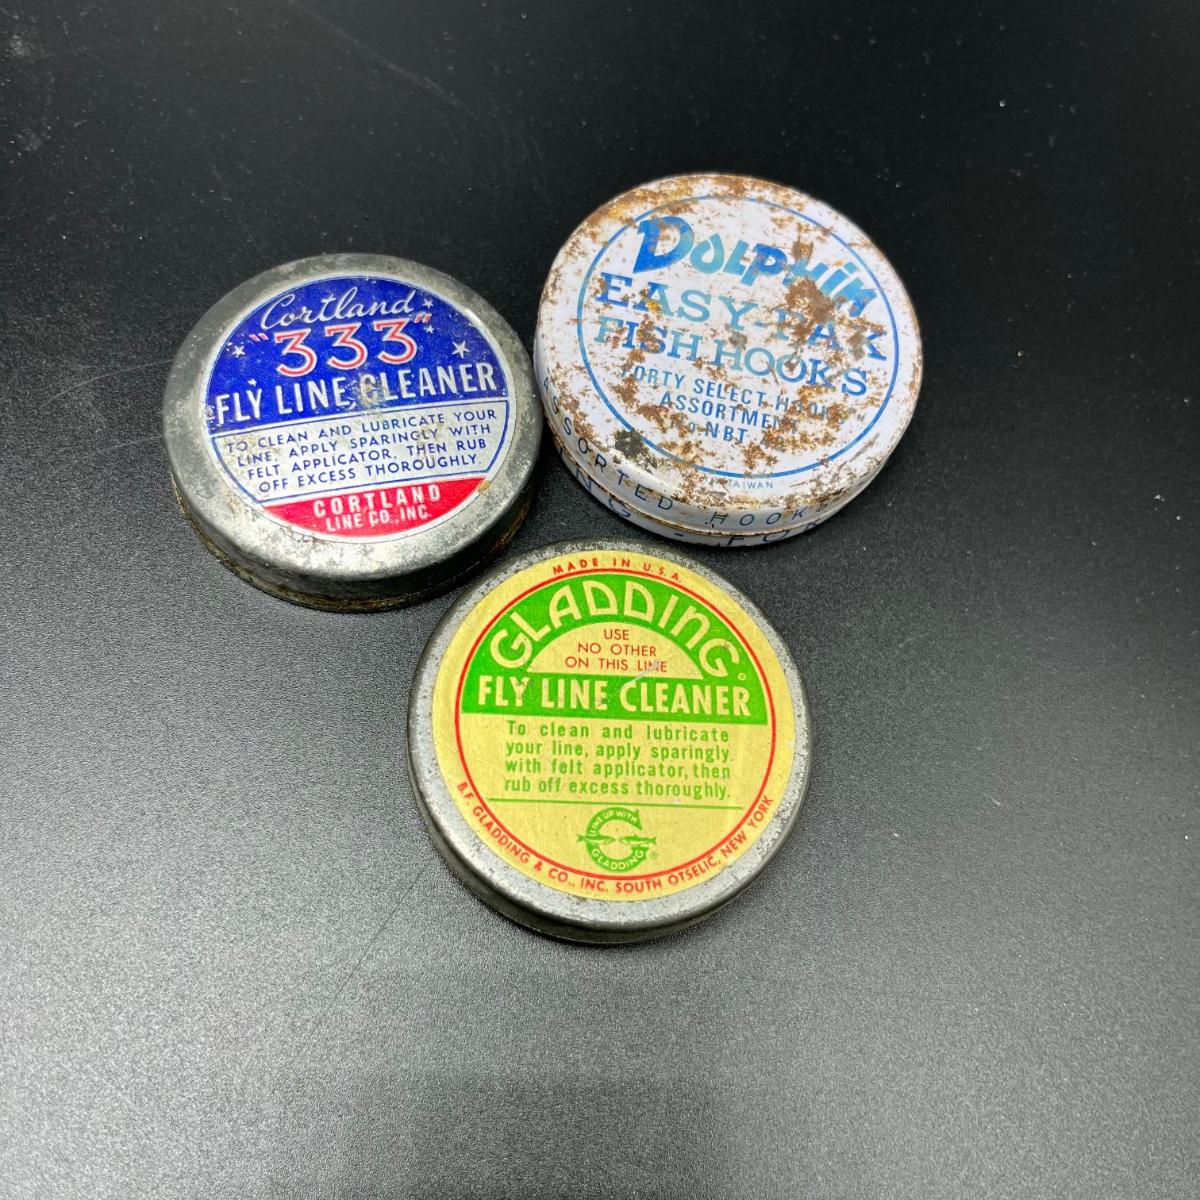 Cortland
"333"
FLY LINE CLEANER
TO CLEAN AND LUBRICATE YOUR
LINE, APPLY SPARINGLY WITH
FELT APPLICATOR, THEN RUB
OFF EXCESS THOROUGHLY.
CORTLAND
LINE CO., INC.
DOLPHIN
EASY-PAK
FISH HOOKS
FORTY SELECT HOOKS
ASSORTMENT
NBT
TAIWAN
ASSORTED HOOKS
MADE IN U.S.A.
GLADDING®
USE
NO OTHER
ON THIS LINE
FLY LINE CLEANER
To clean and lubricate
your line, apply sparingly
with felt applicator, then
rub off excess thoroughly.
LINE UP WITH
GLADDING®
B.F. GLADDING & CO., INC. SOUTH OTSELIC, NEW YORK